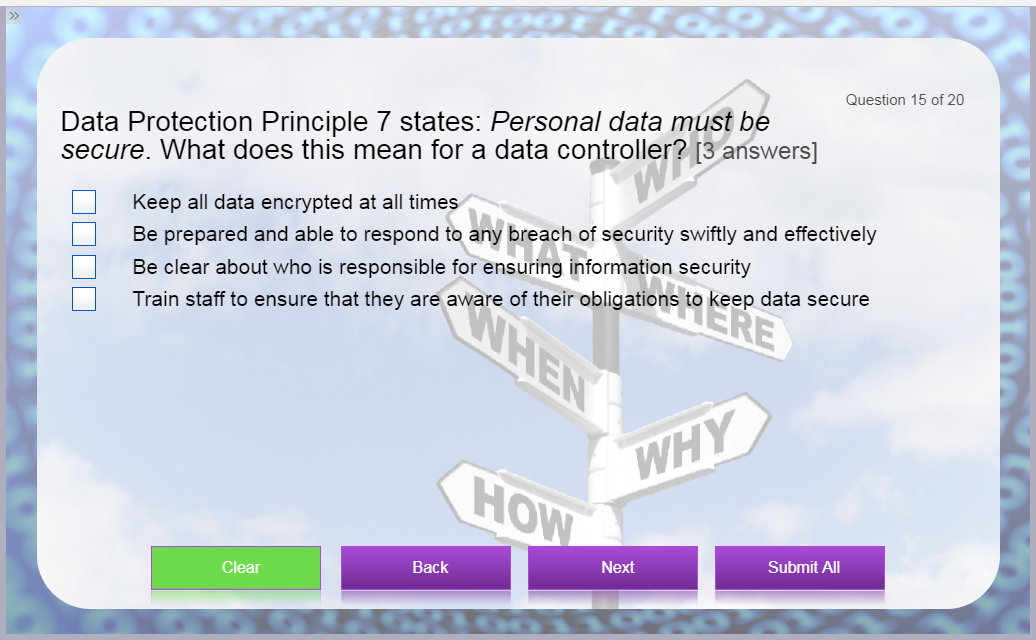 »
Question 15 of 20
Data Protection Principle 7 states: Personal data must be
secure. What does this mean for a data controller? [3 answers]
Keep all data encrypted at all times
Be prepared and able to respond to any breach of security swiftly and effectively
Be clear about who is responsible for ensuring information security
Train staff to ensure that they are aware of their obligations to keep data secure
WHO
WHAT
WHERE
WHEN
WHY
HOW
Clear
Back
Next
Submit All